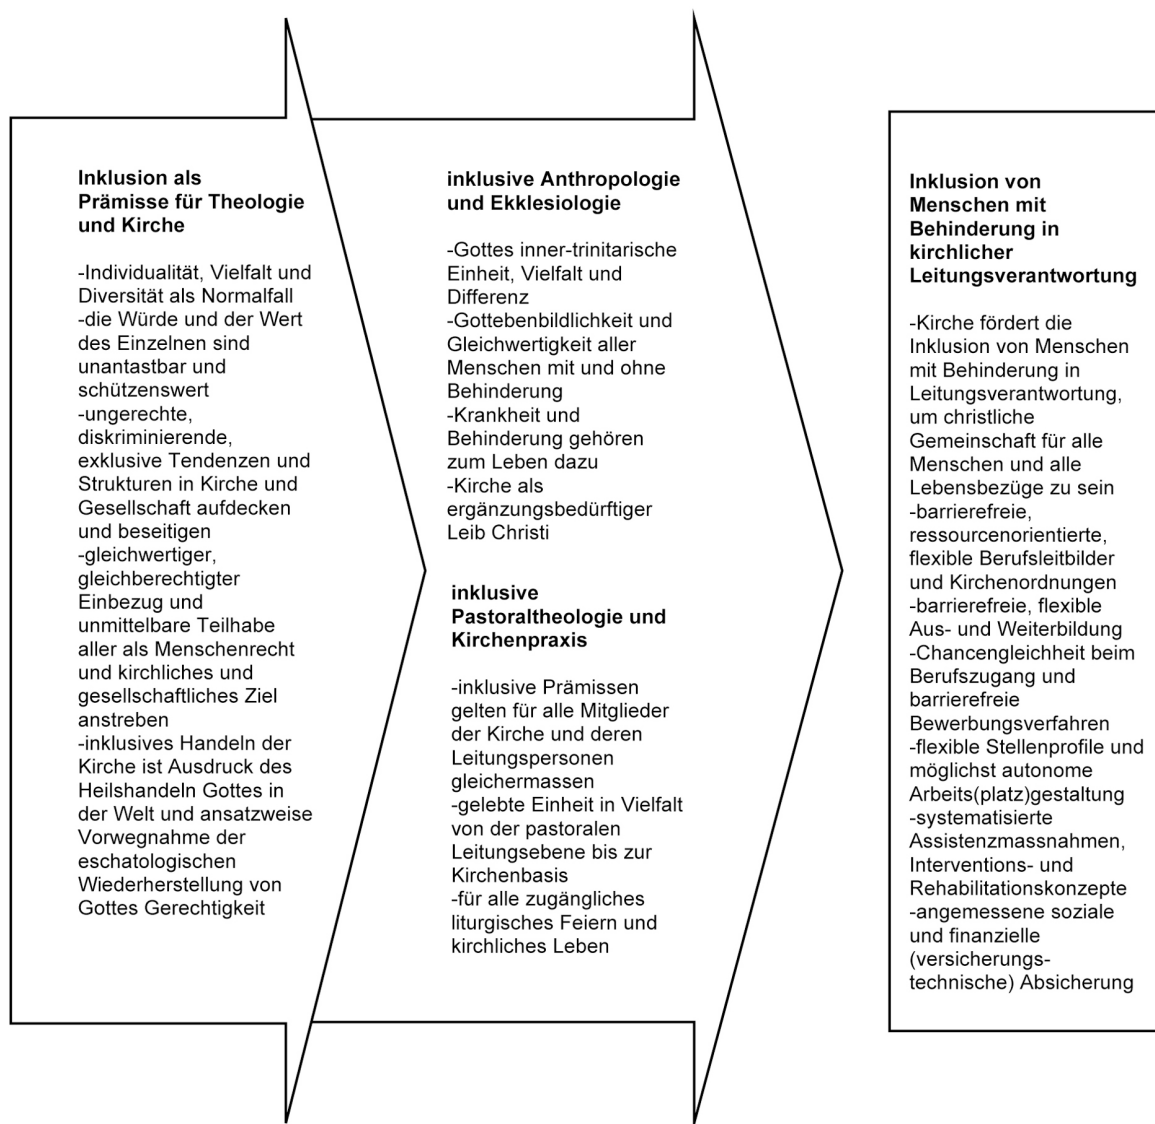 Inklusion als
Prämisse für Theologie
und Kirche
-Individualität, Vielfalt und
Diversität als Normalfall
-die Würde und der Wert
des Einzelnen sind
unantastbar und
schützenswert
-ungerechte,
diskriminierende,
exklusive Tendenzen und
Strukturen in Kirche und
Gesellschaft aufdecken
und beseitigen
-gleichwertiger,
gleichberechtigter
Einbezug und
unmittelbare Teilhabe
aller als Menschenrecht
und kirchliches und
gesellschaftliches Ziel
anstreben
-inklusives Handeln der
Kirche ist Ausdruck des
Heilshandeln Gottes in
der Welt und ansatzweise
Vorwegnahme der
eschatologischen
Wiederherstellung von
Gottes Gerechtigkeit
inklusive Anthropologie
und Ekklesiologie
-Gottes inner-trinitarische
Einheit, Vielfalt und
Differenz
-Gottebenbildlichkeit und
Gleichwertigkeit aller
Menschen mit und ohne
Behinderung
-Krankheit und
Behinderung gehören
zum Leben dazu
-Kirche als
ergänzungsbedürftiger
Leib Christi
inklusive
Pastoraltheologie und
Kirchenpraxis
-inklusive Prämissen
gelten für alle Mitglieder
der Kirche und deren
Leitungspersonen
gleichermassen
-gelebte Einheit in Vielfalt
von der pastoralen
Leitungsebene bis zur
Kirchenbasis
-für alle zugängliches
liturgisches Feiern und
kirchliches Leben
Inklusion von
Menschen mit
Behinderung in
kirchlicher
Leitungsverantwortung
-Kirche fördert die
Inklusion von Menschen
mit Behinderung in
Leitungsverantwortung,
um christliche
Gemeinschaft für alle
Menschen und alle
Lebensbezüge zu sein
-barrierefreie,
ressourcenorientierte,
flexible Berufsleitbilder
und Kirchenordnungen
-barrierefreie, flexible
Aus- und Weiterbildung
-Chancengleichheit beim
Berufszugang und
barrierefreie
Bewerbungsverfahren
-flexible Stellenprofile und
möglichst autonome
Arbeits(platz)gestaltung
-systematisierte
Assistenzmassnahmen,
Interventions- und
Rehabilitationskonzepte
-angemessene soziale
und finanzielle
(versicherungs-
technische) Absicherung